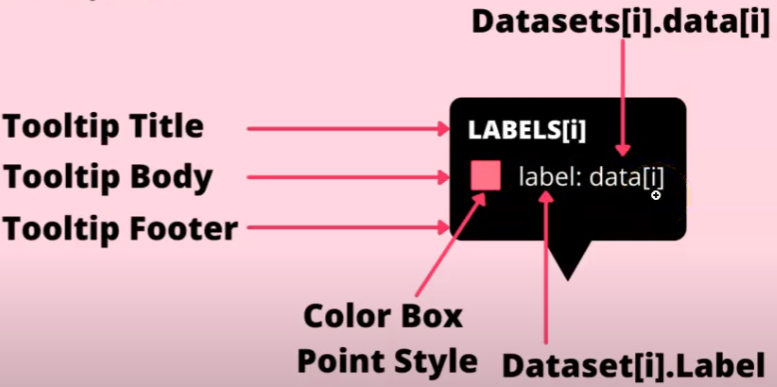 Datasets[i].data[i]
Tooltip Title
LABELS[i]
Tooltip Body
label: data[i]
Tooltip Footer
Color Box
Point Style
Dataset[i].Label